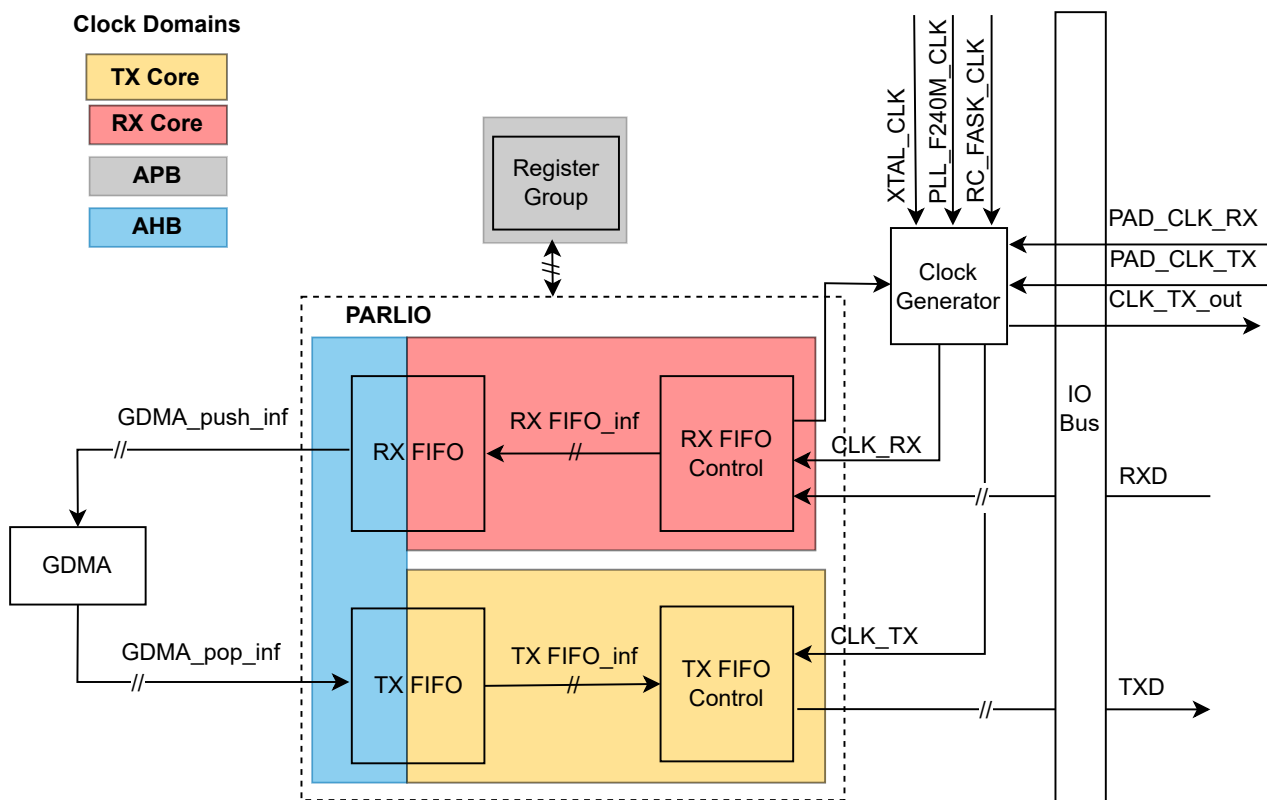 Clock Domains
TX Core
RX Core
APB
AHB
Register
Group
XTAL_CLK
PLL_F240M_CLK
RC_FASK_CLK
PAD_CLK_RX
PAD_CLK_TX
CLK_TX_out
Clock
Generator
IO
Bus
PARLIO
GDMA_push_inf
RX FIFO
RX FIFO_inf
RX FIFO
Control
CLK_RX
RXD
GDMA
GDMA_pop_inf
TX FIFO
TX FIFO_inf
TX FIFO
Control
CLK_TX
TXD